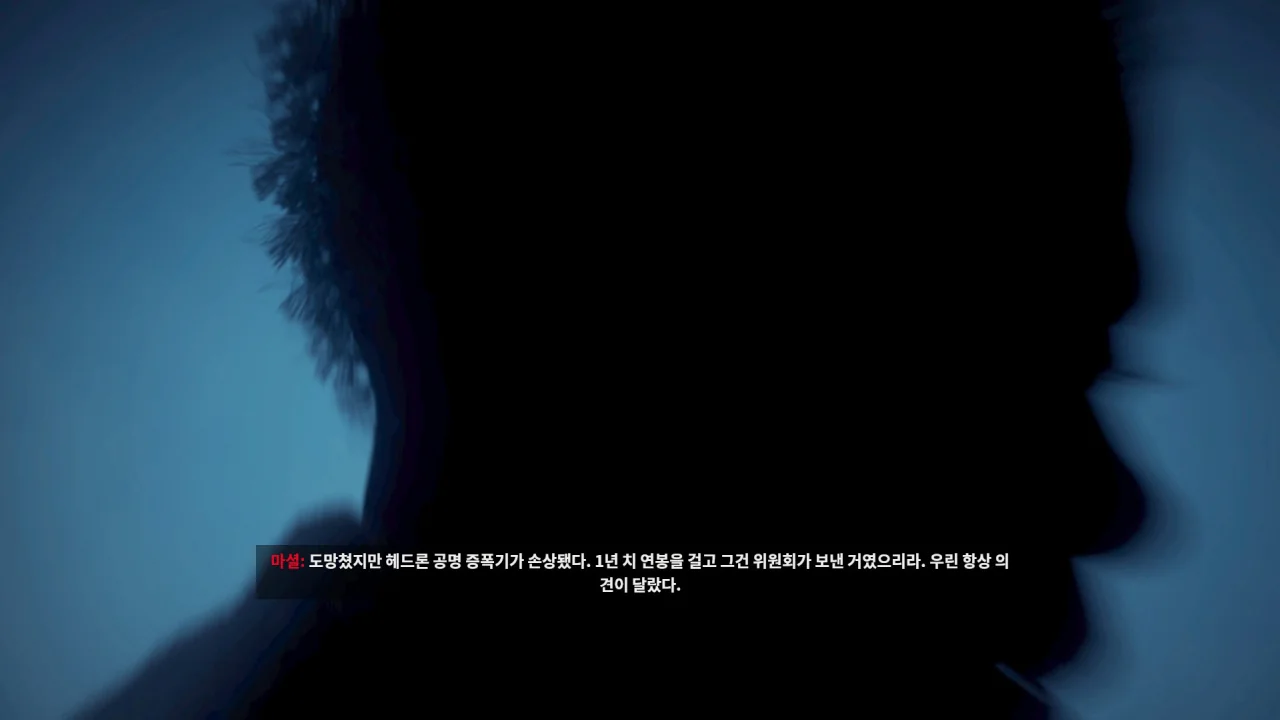 마셜: 도망쳤지만 헤드론 공명 증폭기가 손상됐다. 1년 치 연봉을 걸고 그건 위원회가 보낸 거였으리라. 우린 항상 의
견이 달랐다.